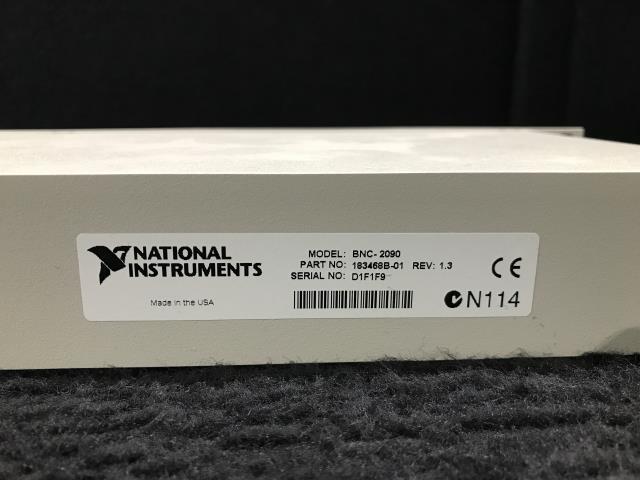 NATIONAL
INSTRUMENTS
Made in the USA
MODEL: BNC-2090
PART NO: 183468B-01 REV: 1.3
SERIAL NO: D1F1F9
CE
N114